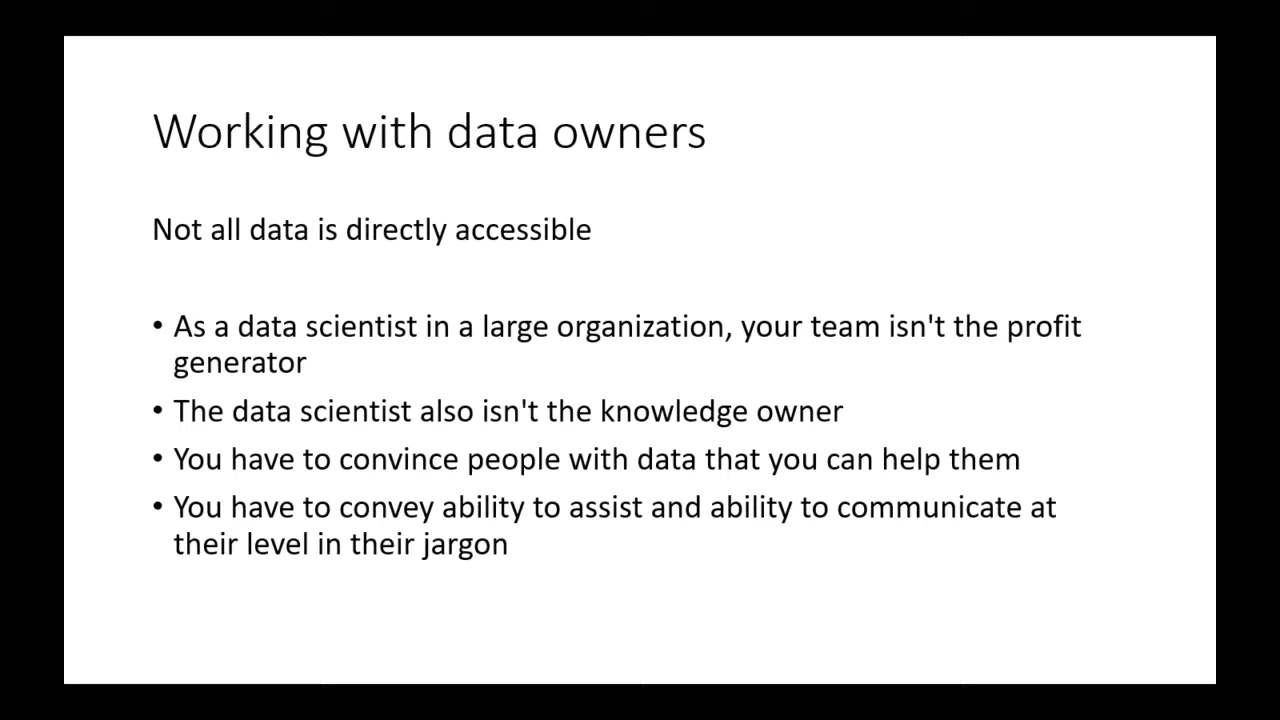 Working with data owners
Not all data is directly accessible
• As a data scientist in a large organization, your team isn't the profit
generator
• The data scientist also isn't the knowledge owner
• You have to convince people with data that you can help them
• You have to convey ability to assist and ability to communicate at
their level in their jargon